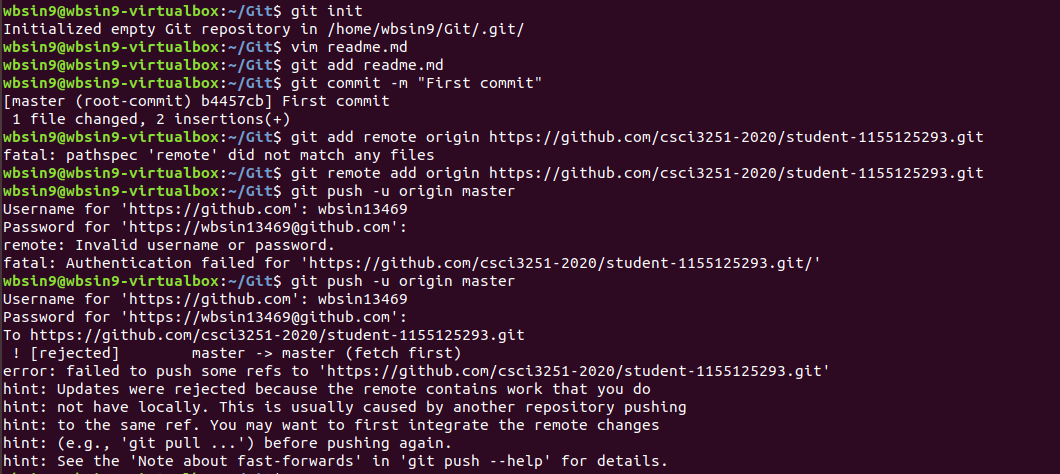 wbsin9@wbsin9-virtualbox:~/Git$ git init
Initialized empty Git repository in /home/wbsin9/Git/.git/
wbsin9@wbsin9-virtualbox:~/Git$ vim readme.md
wbsin9@wbsin9-virtualbox:~/Git$ git add readme.md
wbsin9@wbsin9-virtualbox:~/Git$ git commit -m "First commit"
[master (root-commit) b4457cb] First commit
 1 file changed, 2 insertions(+)
wbsin9@wbsin9-virtualbox:~/Git$ git add remote origin https://github.com/csci3251-2020/student-1155125293.git
fatal: pathspec 'remote' did not match any files
wbsin9@wbsin9-virtualbox:~/Git$ git remote add origin https://github.com/csci3251-2020/student-1155125293.git
wbsin9@wbsin9-virtualbox:~/Git$ git push -u origin master
Username for 'https://github.com': wbsin13469
Password for 'https://wbsin13469@github.com':
remote: Invalid username or password.
fatal: Authentication failed for 'https://github.com/csci3251-2020/student-1155125293.git/'
wbsin9@wbsin9-virtualbox:~/Git$ git push -u origin master
Username for 'https://github.com': wbsin13469
Password for 'https://wbsin13469@github.com':
To https://github.com/csci3251-2020/student-1155125293.git
 ! [rejected]        master -> master (fetch first)
error: failed to push some refs to 'https://github.com/csci3251-2020/student-1155125293.git'
hint: Updates were rejected because the remote contains work that you do
hint: not have locally. This is usually caused by another repository pushing
hint: to the same ref. You may want to first integrate the remote changes
hint: (e.g., 'git pull ...') before pushing again.
hint: See the 'Note about fast-forwards' in 'git push --help' for details.